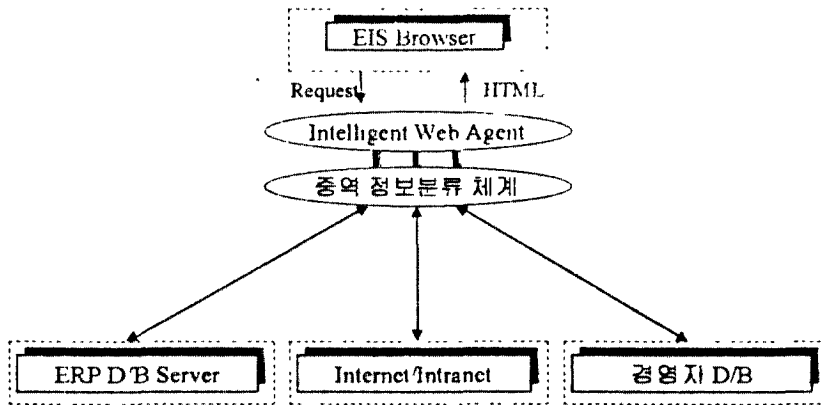 EIS Browser
Request HTML
Intelligent Web Agent
중역 정보분류 체계
ERP D/B Server
Internet/Intranet
경영자 D/B